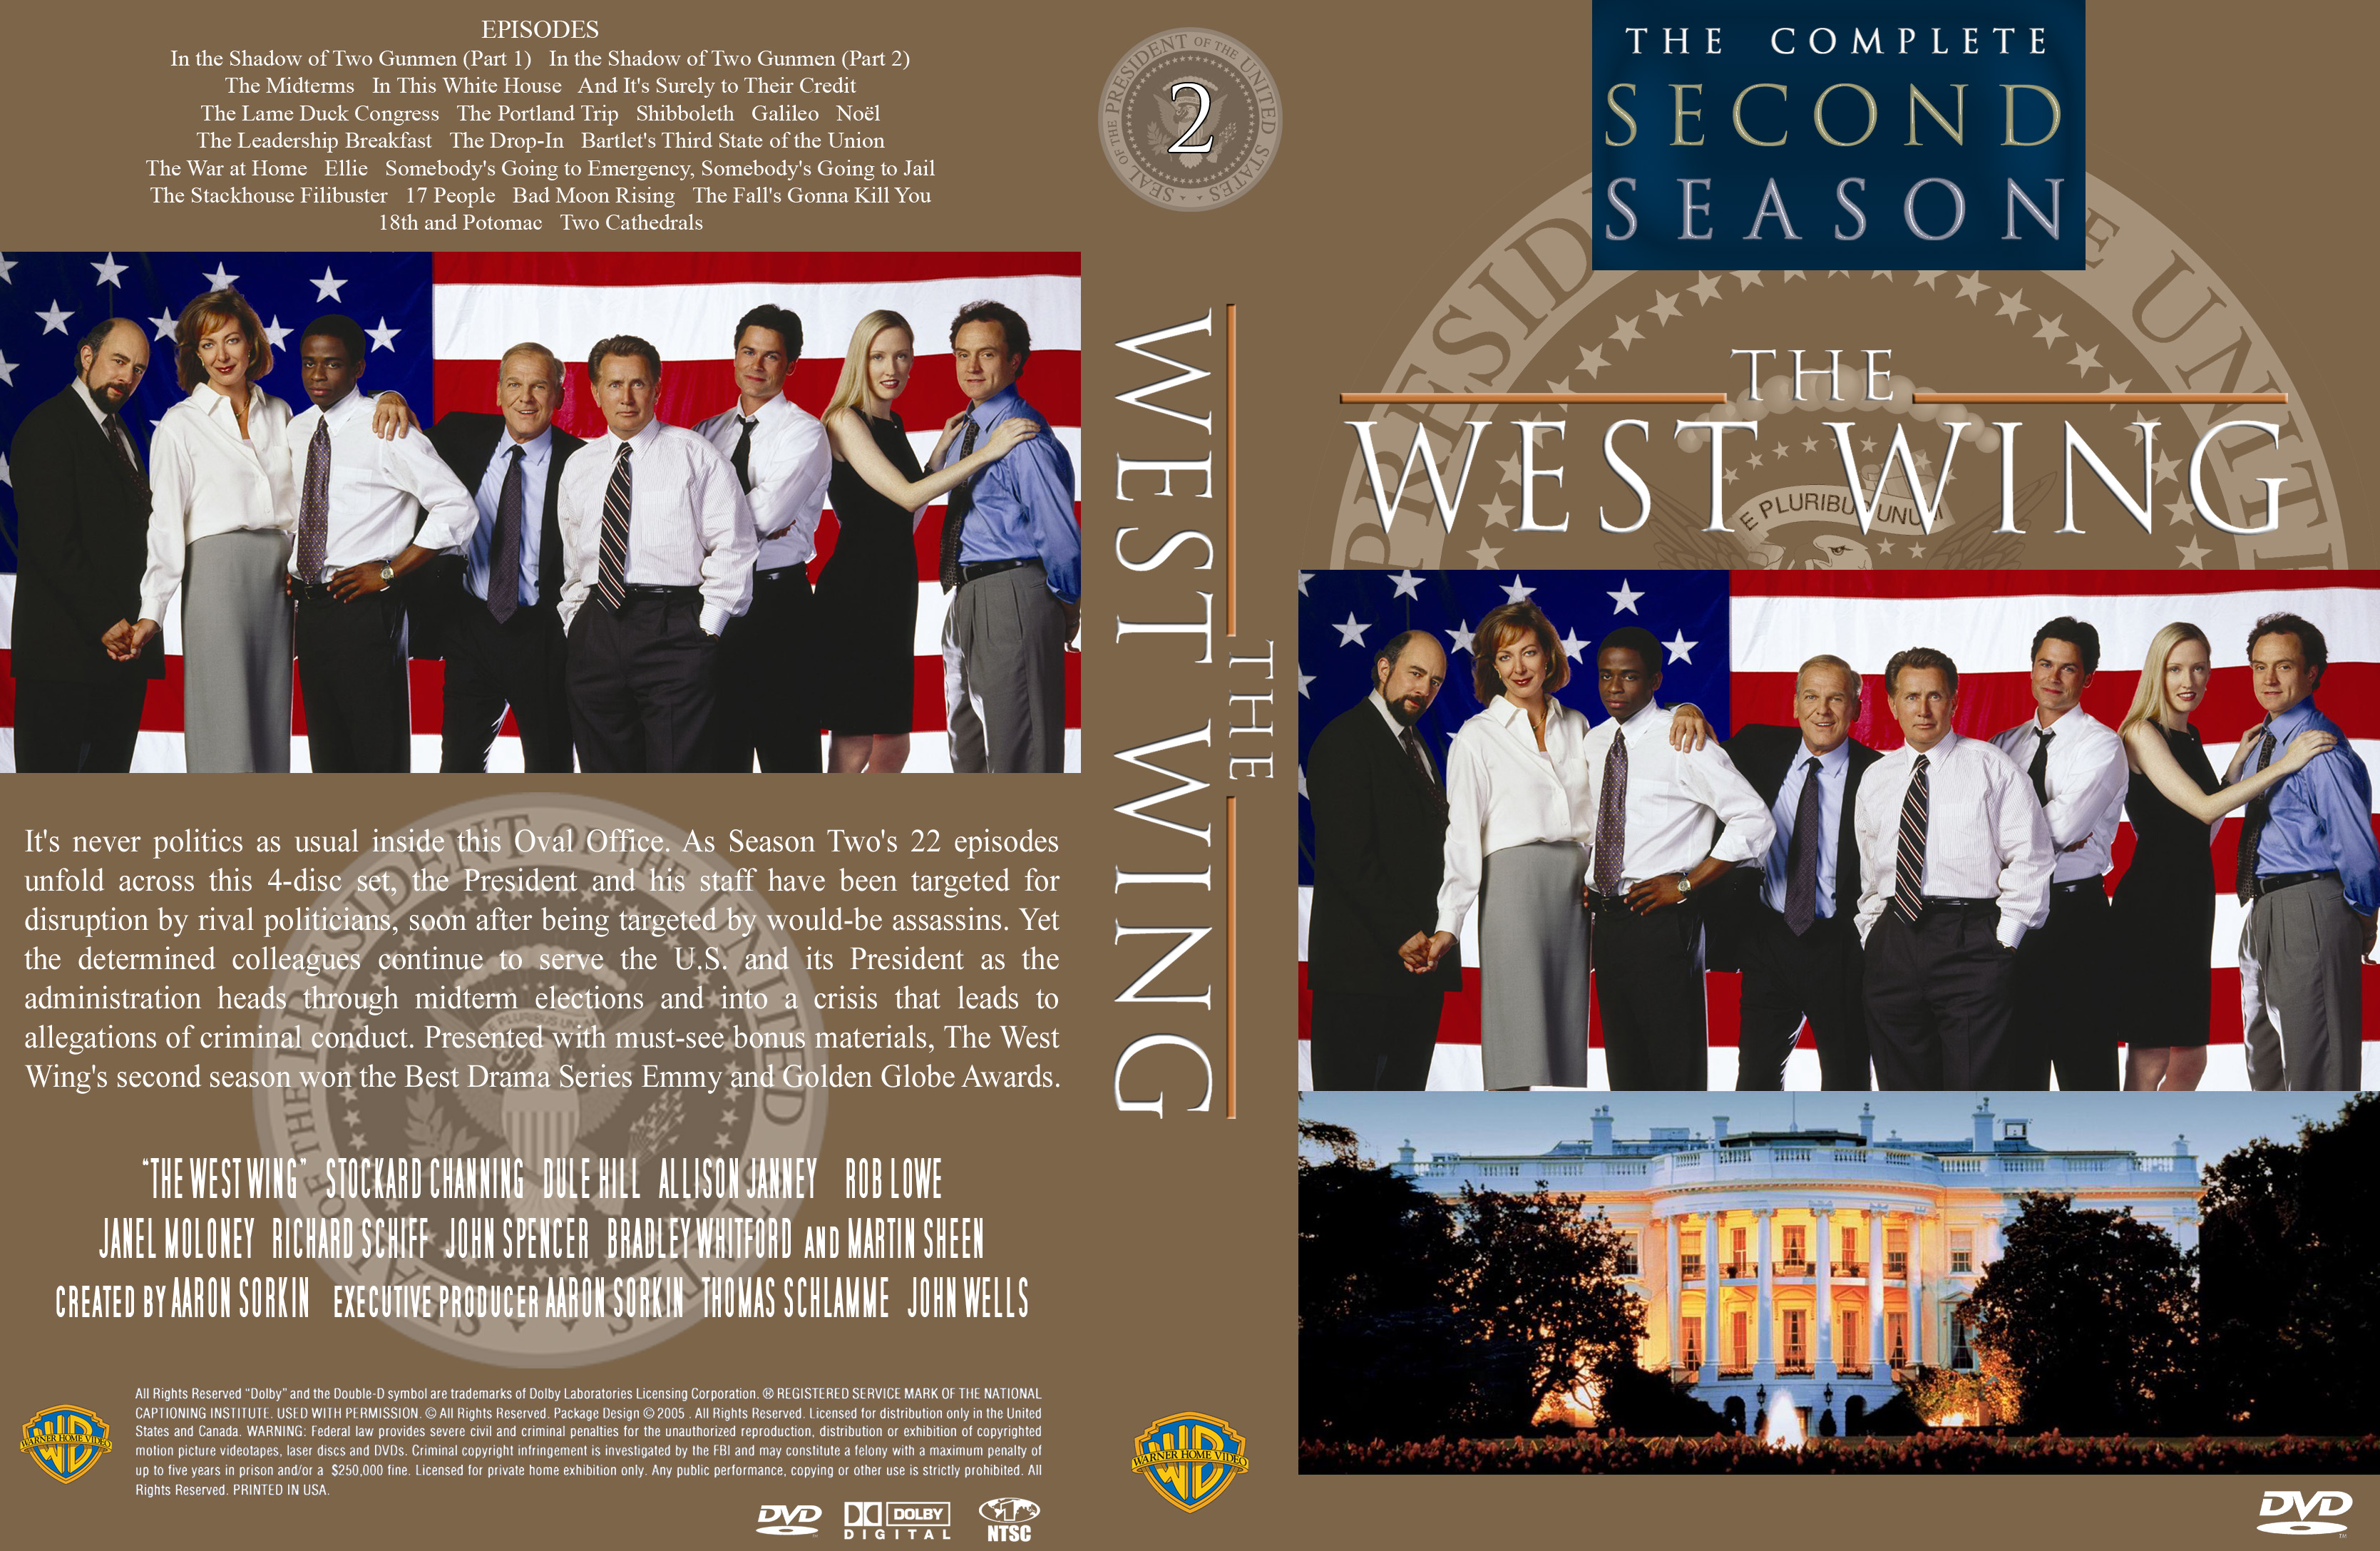 EPISODES
In the Shadow of Two Gunmen (Part 1) In the Shadow of Two Gunmen (Part 2)
The Midterms In This White House And It's Surely to Their Credit
The Lame Duck Congress The Portland Trip Shibboleth Galileo Noël
The Leadership Breakfast The Drop-In Bartlet's Third State of the Union
The War at Home Ellie Somebody's Going to Emergency, Somebody's Going to Jail
The Stackhouse Filibuster 17 People Bad Moon Rising The Fall's Gonna Kill You
18th and Potomac Two Cathedrals
It's never politics as usual inside this Oval Office. As Season Two's 22 episodes
unfold across this 4-disc set, the President and his staff have been targeted for
disruption by rival politicians, soon after being targeted by would-be assassins. Yet
the determined colleagues continue to serve the U.S. and its President as the
administration heads through midterm elections and into a crisis that leads to
allegations of criminal conduct. Presented with must-see bonus materials, The West
Wing's second season won the Best Drama Series Emmy and Golden Globe Awards.
“THE WEST WING” STOCKARD CHANNING DULE HILL ALLISON JANNEY ROB LOWE
JANEL MOLONEY RICHARD SCHIFF JOHN SPENCER BRADLEY WHITFORD AND MARTIN SHEEN
CREATED BY AARON SORKIN EXECUTIVE PRODUCER AARON SORKIN THOMAS SCHLAMME JOHN WELLS
All Rights Reserved “Dolby” and the Double-D symbol are trademarks of Dolby Laboratories Licensing Corporation. ® REGISTERED SERVICE MARK OF THE NATIONAL
CAPTIONING INSTITUTE. USED WITH PERMISSION. © All Rights Reserved. Package Design © 2005 . All Rights Reserved. Licensed for distribution only in the United
States and Canada. WARNING: Federal law provides severe civil and criminal penalties for the unauthorized reproduction, distribution or exhibition of copyrighted
motion picture videotapes, laser discs and DVDs. Criminal copyright infringement is investigated by the FBI and may constitute a felony with a maximum penalty of
up to five years in prison and/or a $250,000 fine. Licensed for private home exhibition only. Any public performance, copying or other use is strictly prohibited. All
Rights Reserved. PRINTED IN USA.
WARNER HOME VIDEO
DVD
DOLBY
DIGITAL
NTSC
SEAL OF THE PRESIDENT OF THE UNITED STATES
2
THE
WEST WING
WARNER HOME VIDEO
THE COMPLETE
SECOND
SEASON
THE
WEST WING
E PLURIBUS UNUM
DVD
TM